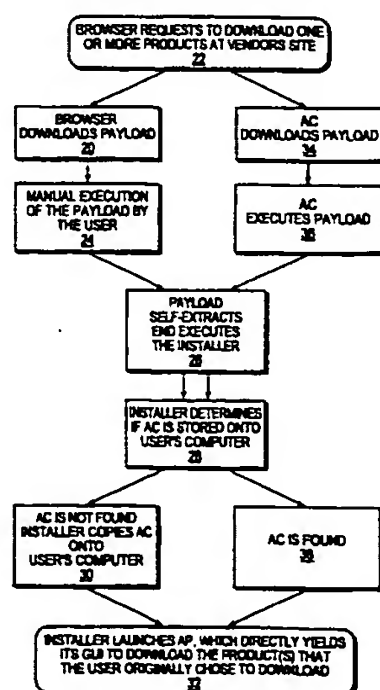 BROWSER REQUESTS TO DOWNLOAD ONE
OR MORE PRODUCTS AT VENDORS SITE
22
BROWSER
DOWNLOADS PAYLOAD
20
AC
DOWNLOADS PAYLOAD
34
MANUAL EXECUTION
OF THE PAYLOAD BY
THE USER
24
AC
EXECUTES PAYLOAD
36
PAYLOAD
SELF-EXTRACTS
END EXECUTES
THE INSTALLER
26
INSTALLER DETERMINES
IF AC IS STORED ONTO
USER'S COMPUTER
28
AC IS NOT FOUND
INSTALLER COPIES AC
ONTO
USER'S COMPUTER
30
AC IS FOUND
38
INSTALLER LAUNCHES AP, WHICH DIRECTLY YIELDS
ITS GUI TO DOWNLOAD THE PRODUCT(S) THAT
THE USER ORIGINALLY CHOSE TO DOWNLOAD
32